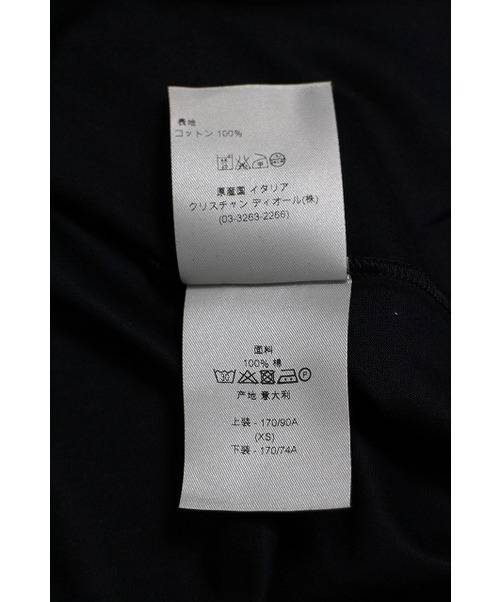 表地
コットン 100%
原産国 イタリア
クリスチャン ディオール(株)
(03-3263-2266)
面料
100% 棉
30
P
产地 意大利
上装 - 170/90A
(XS)
下装 - 170/74A